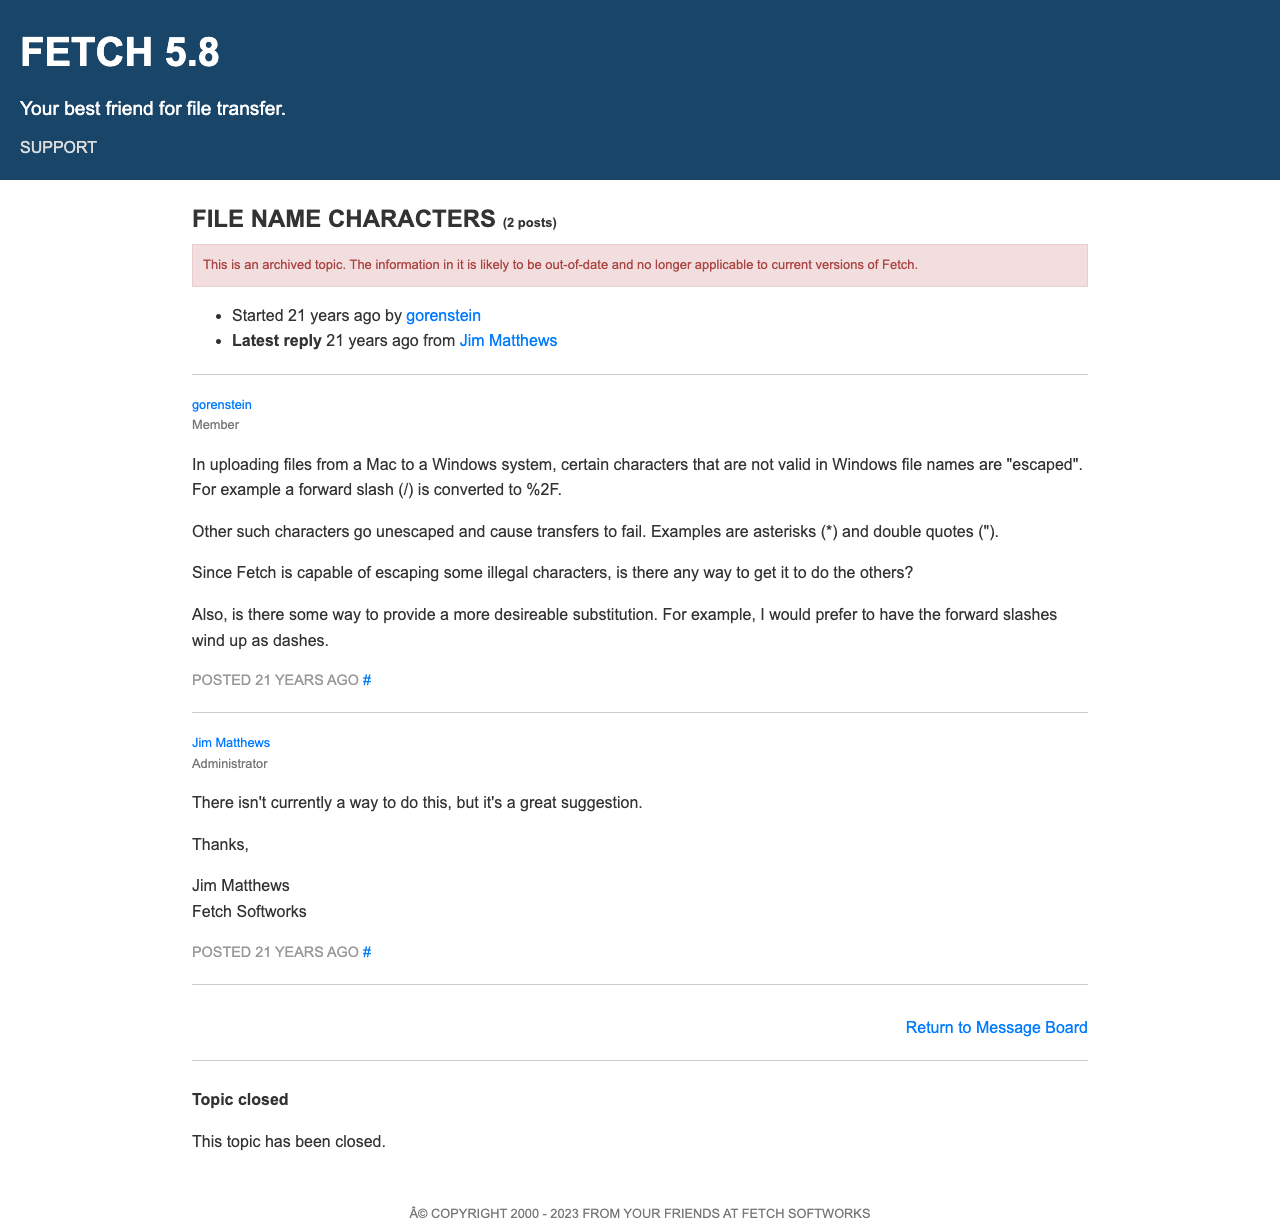 FETCH 5.8
Your best friend for file transfer.
SUPPORT
FILE NAME CHARACTERS (2 posts)
This is an archived topic. The information in it is likely to be out-of-date and no longer applicable to current versions of Fetch.
• Started 21 years ago by gorenstein
• Latest reply 21 years ago from Jim Matthews
gorenstein
Member
In uploading files from a Mac to a Windows system, certain characters that are not valid in Windows file names are "escaped".
For example a forward slash (/) is converted to %2F.
Other such characters go unescaped and cause transfers to fail. Examples are asterisks (*) and double quotes (").
Since Fetch is capable of escaping some illegal characters, is there any way to get it to do the others?
Also, is there some way to provide a more desireable substitution. For example, I would prefer to have the forward slashes
wind up as dashes.
POSTED 21 YEARS AGO #
Jim Matthews
Administrator
There isn't currently a way to do this, but it's a great suggestion.
Thanks,
Jim Matthews
Fetch Softworks
POSTED 21 YEARS AGO #
Return to Message Board
Topic closed
This topic has been closed.
Â© COPYRIGHT 2000 - 2023 FROM YOUR FRIENDS AT FETCH SOFTWORKS